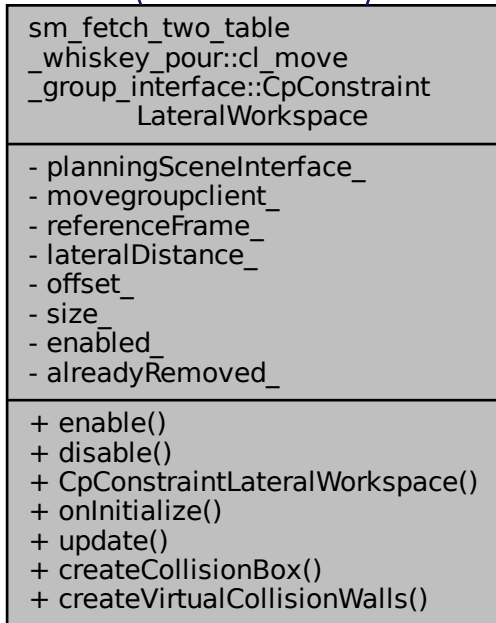 sm_fetch_two_table
_whiskey_pour::cl_move
_group_interface::CpConstraint
LateralWorkspace
- planningSceneInterface_
- movegroupclient_
- referenceFrame_
- lateralDistance_
- offset_
- size_
- enabled_
- alreadyRemoved_
+ enable()
+ disable()
+ CpConstraintLateralWorkspace()
+ onInitialize()
+ update()
+ createCollisionBox()
+ createVirtualCollisionWalls()